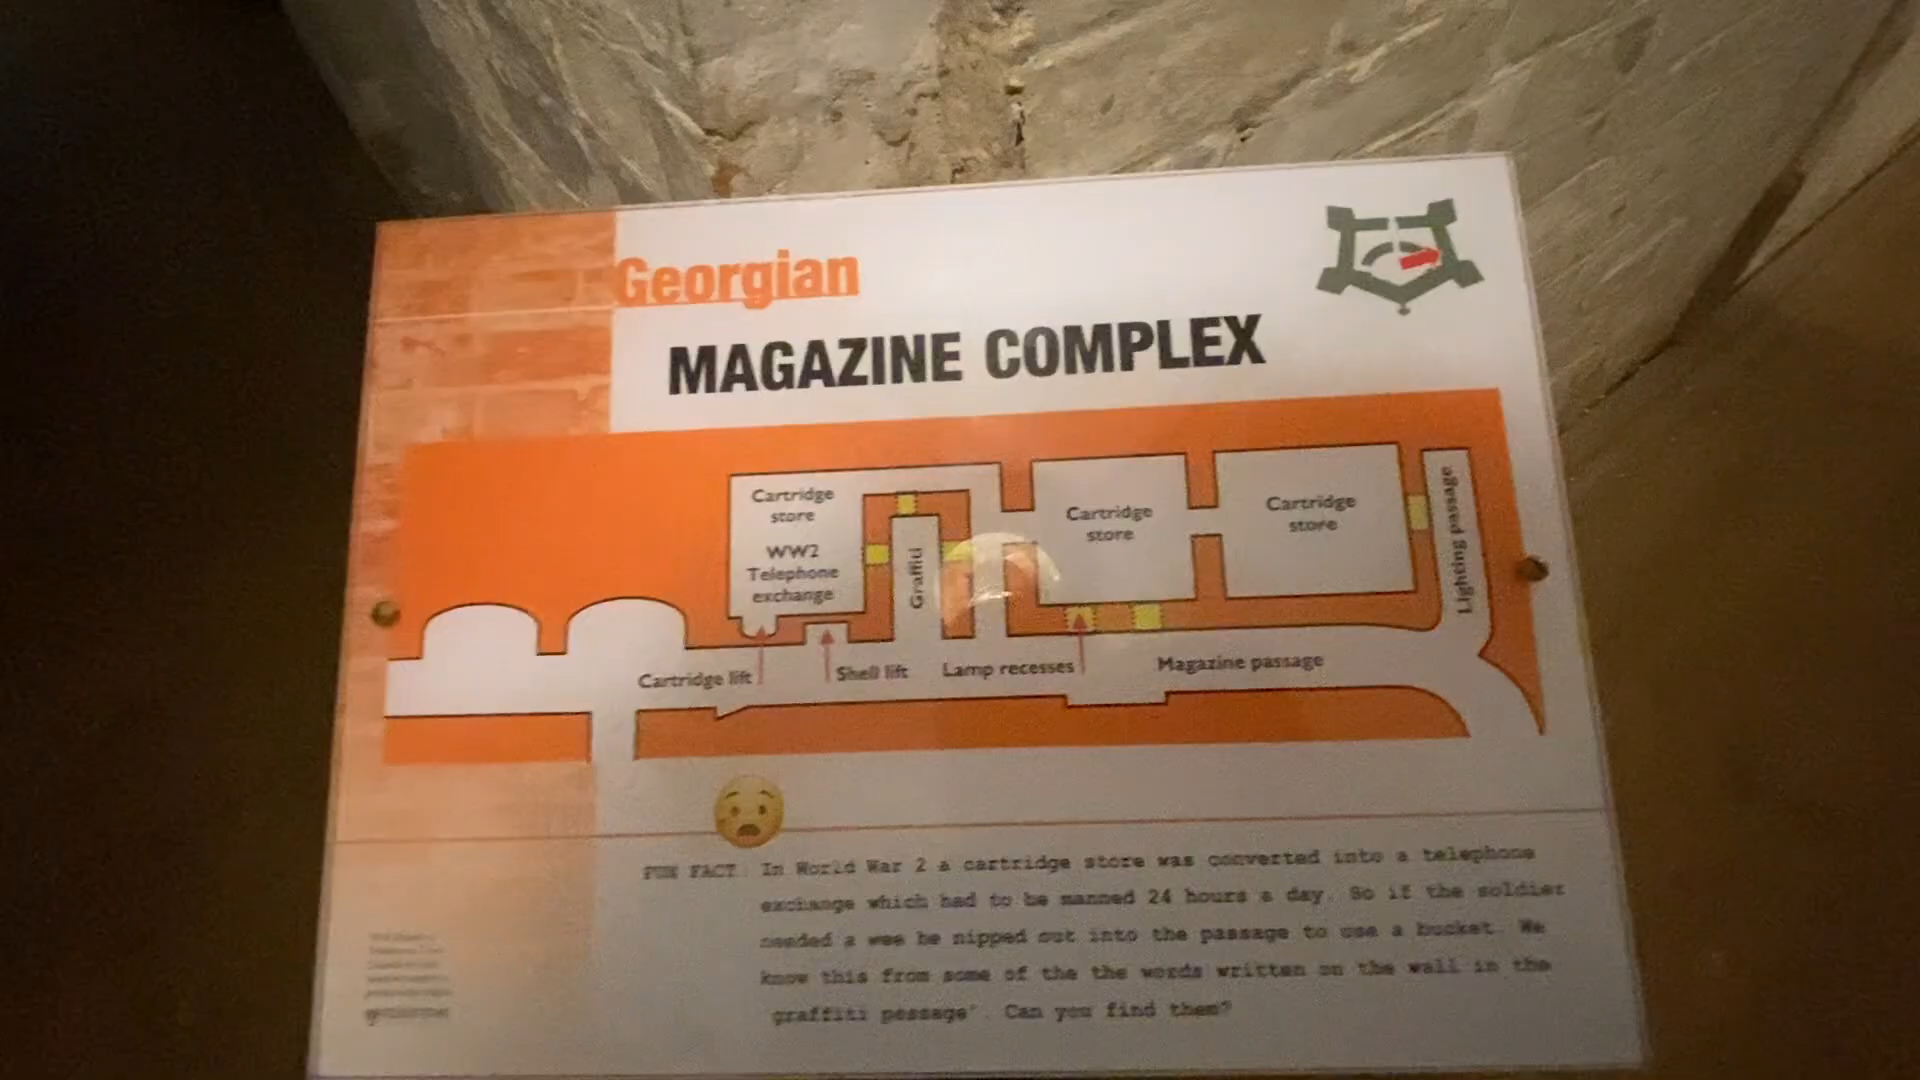 Georgian
MAGAZINE COMPLEX
Cartridge
store
WW2
Telephone
exchange
Graffiti
Cartridge
store
Cartridge
store
Lighting passage
Cartridge lift
Shell lift
Lamp recesses
Magazine passage
FUN FACT In World War 2 a cartridge store was converted into a telephone
exchange which had to be manned 24 hours a day. So if the soldier
needed a wee he nipped out into the passage to use a bucket. We
know this from some of the the words written on the wall in the
'graffiti passage'. Can you find them?